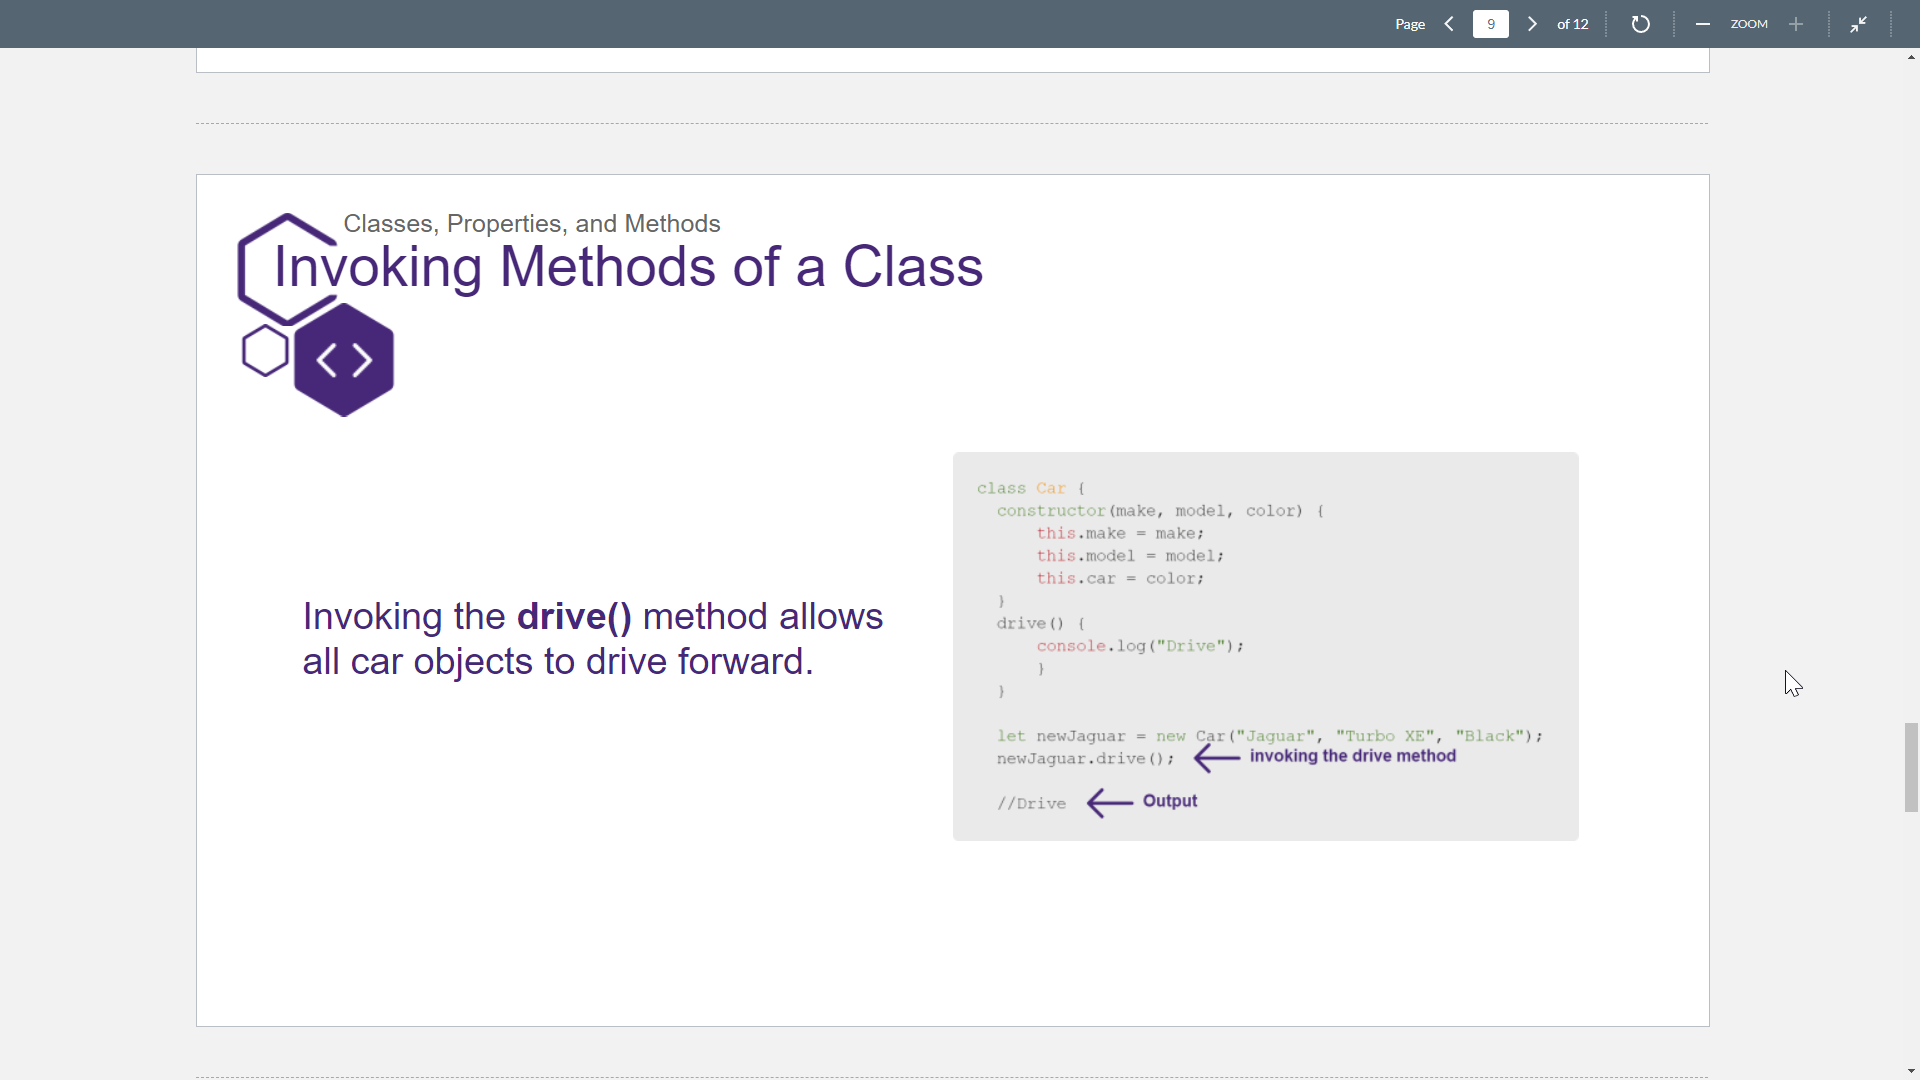 Page 9 of 12 ZOOM
Classes, Properties, and Methods
Invoking Methods of a Class
Invoking the drive() method allows
all car objects to drive forward.
class Car {
constructor(make, model, color) {
this.make = make;
this.model = model;
this.car = color;
}
drive() {
console.log("Drive");
}
}
let newJaguar = new Car("Jaguar", "Turbo XE", "Black");
newJaguar.drive(); invoking the drive method
//Drive Output